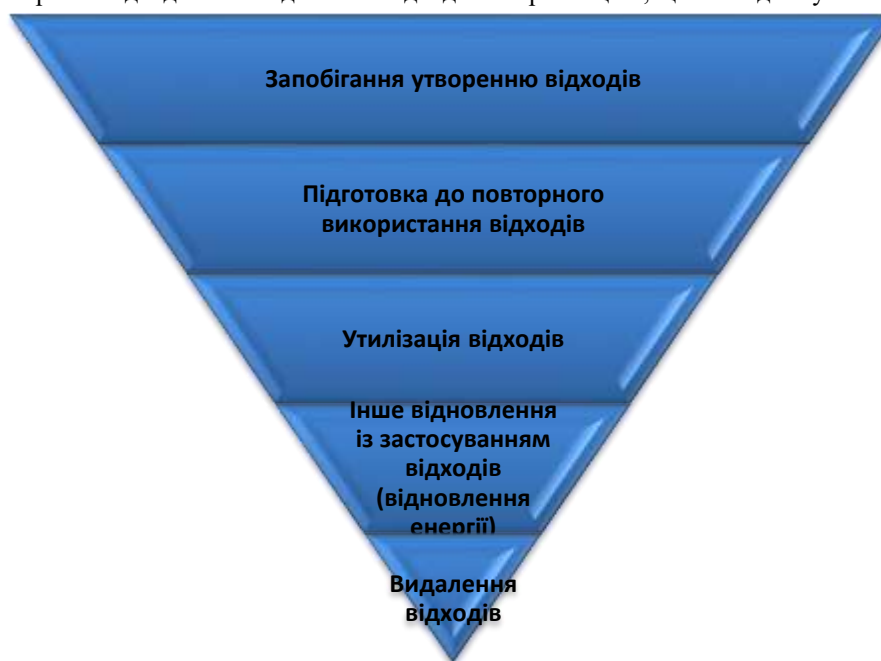 Запобігання утворенню відходів
Підготовка до повторного
використання відходів
Утилізація відходів
Інше відновлення
із застосуванням
відходів
(відновлення
енергії)
Видалення
відходів